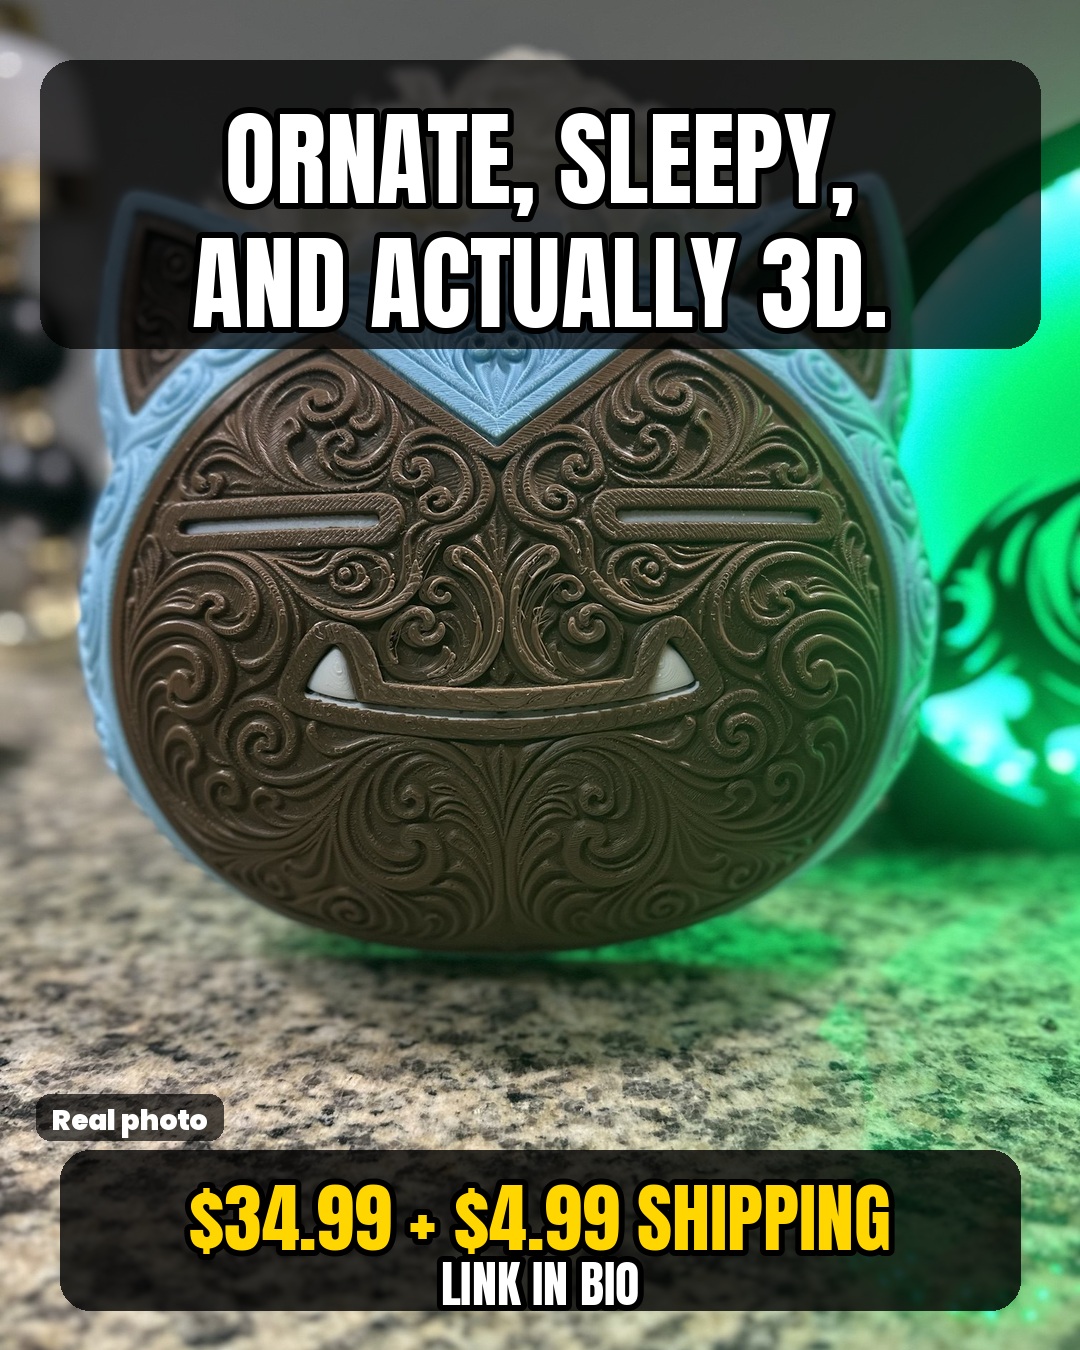 ORNATE, SLEEPY,
AND ACTUALLY 3D.
Real photo
$34.99 + $4.99 SHIPPING
LINK IN BIO